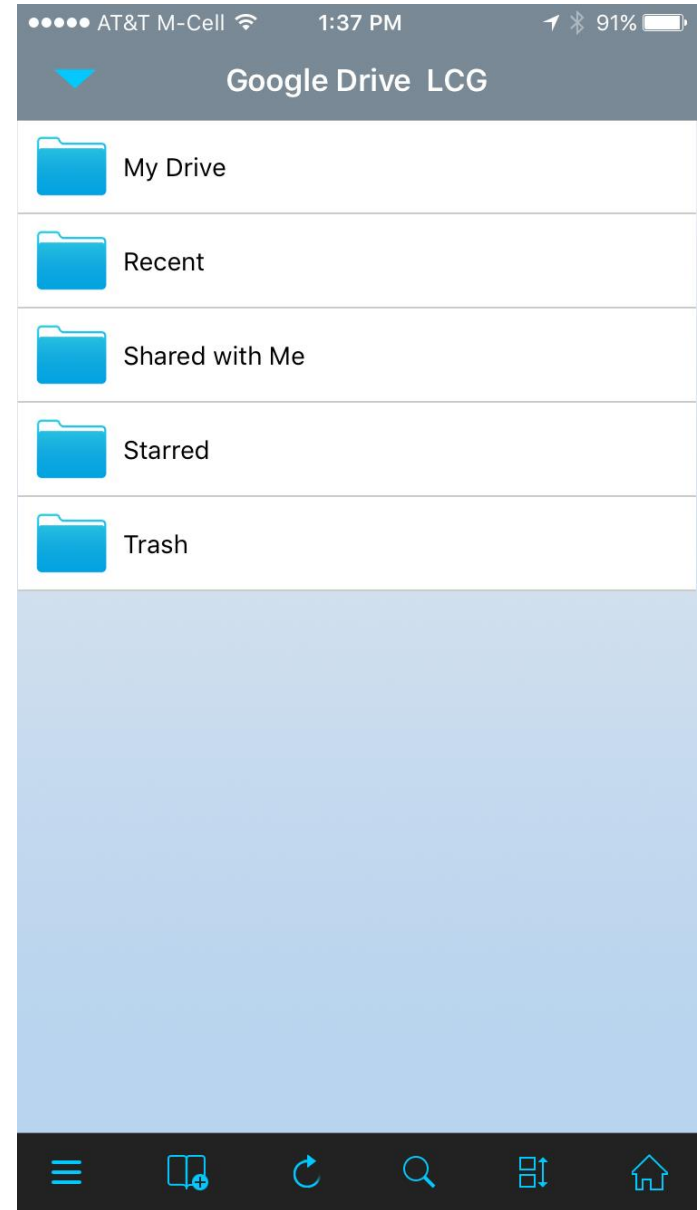 AT&T M-Cell 1:37 PM 91%
Google Drive LCG
My Drive
Recent
Shared with Me
Starred
Trash